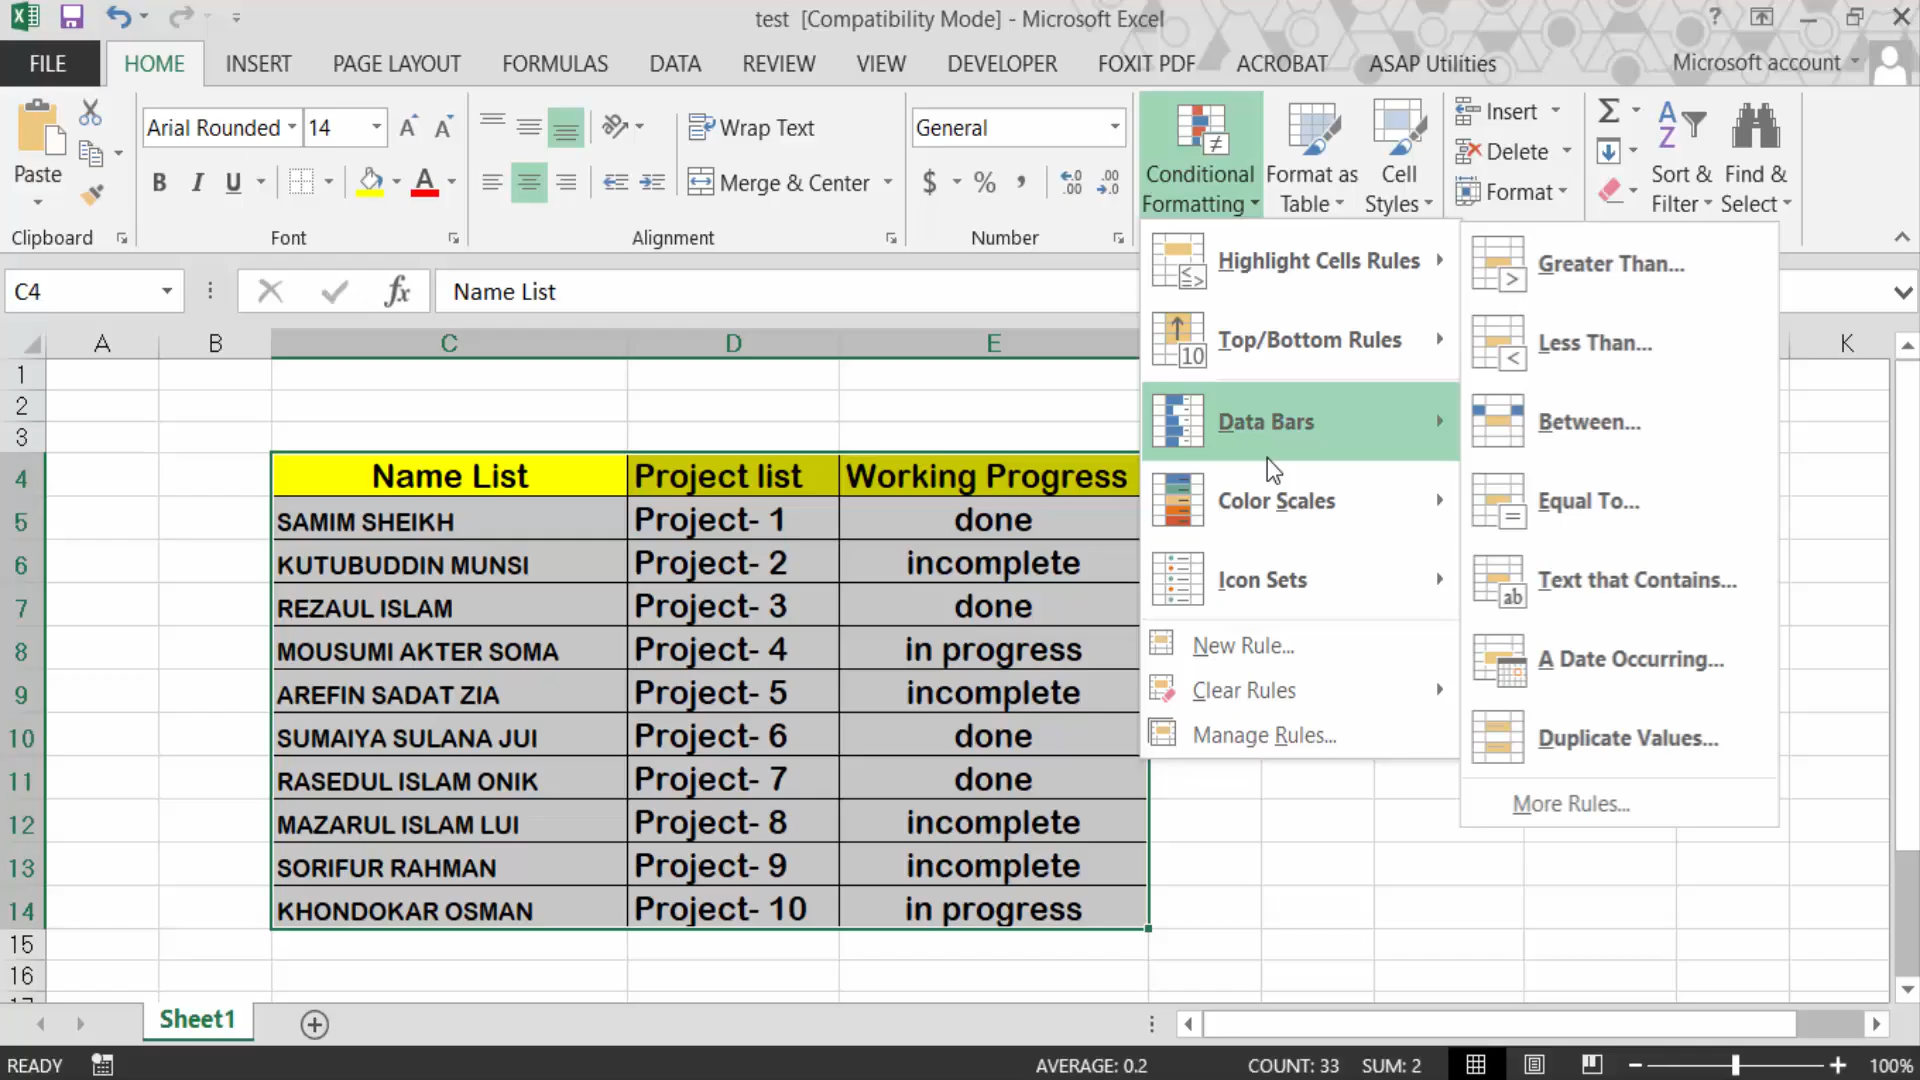 test [Compatibility Mode] - Microsoft Excel
FILE HOME INSERT PAGE LAYOUT FORMULAS DATA REVIEW VIEW DEVELOPER FOXIT PDF ACROBAT ASAP Utilities Microsoft account
Paste
Clipboard
Arial Rounded 14
B I U A
Font
Wrap Text
Merge & Center
Alignment
General
$ % ,
Number
Conditional Formatting
Format as Table
Cell Styles
Insert
Delete
Format
Sort & Filter
Find & Select
C4 fx Name List
Highlight Cells Rules
Top/Bottom Rules
Data Bars
Color Scales
Icon Sets
New Rule...
Clear Rules
Manage Rules...
Greater Than...
Less Than...
Between...
Equal To...
Text that Contains...
A Date Occurring...
Duplicate Values...
More Rules...
A B C D E K
1
2
3
4 Name List Project list Working Progress
5 SAMIM SHEIKH Project- 1 done
6 KUTUBUDDIN MUNSI Project- 2 incomplete
7 REZAUL ISLAM Project- 3 done
8 MOUSUMI AKTER SOMA Project- 4 in progress
9 AREFIN SADAT ZIA Project- 5 incomplete
10 SUMAIYA SULANA JUI Project- 6 done
11 RASEDUL ISLAM ONIK Project- 7 done
12 MAZARUL ISLAM LUI Project- 8 incomplete
13 SORIFUR RAHMAN Project- 9 incomplete
14 KHONDOKAR OSMAN Project- 10 in progress
15
16
Sheet1
READY AVERAGE: 0.2 COUNT: 33 SUM: 2 100%